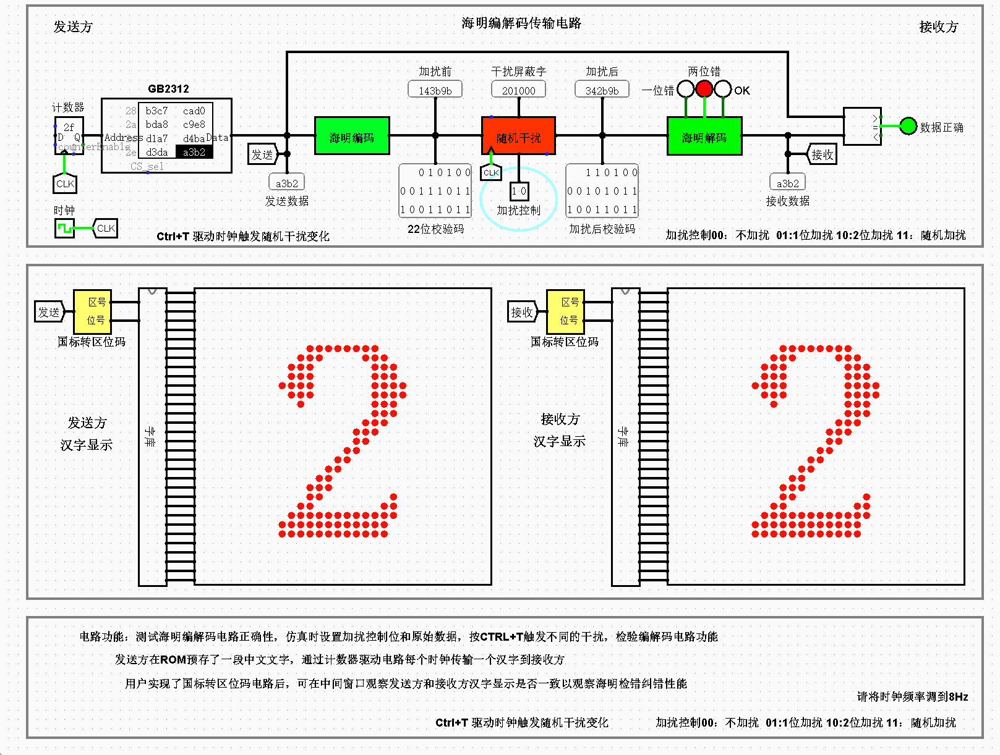 发送方
海明编解码传输电路
接收方
GB2312
计数器
2f
D Q
counterEnable
CLK
时钟
CLK
Address
Data
28 b3c7 cad0
2a bda8 c9e8
d1a7 d4ba
2e d3da a3b2
CS_sel
发送
a3b2
发送数据
海明编码
加扰前
143b9b
0 1 0 1 0 0
0 0 1 1 1 0 1 1
1 0 0 1 1 0 1 1
22位校验码
干扰屏蔽字
201000
随机干扰
CLK
1 0
加扰控制
加扰后
342b9b
1 1 0 1 0 0
0 0 1 0 1 0 1 1
1 0 0 1 1 0 1 1
加扰后校验码
两位错
一位错
OK
海明解码
接收
a3b2
接收数据
>
=
<
数据正确
Ctrl+T 驱动时钟触发随机干扰变化
加扰控制00：不加扰 01:1位加扰 10:2位加扰 11：随机加扰
发送
区号
位号
国标转区位码
字库
发送方
汉字显示
接收
区号
位号
国标转区位码
字库
接收方
汉字显示
2
2
电路功能：测试海明编解码电路正确性，仿真时设置加扰控制位和原始数据，按CTRL+T触发不同的干扰，检验编解码电路功能
发送方在ROM预存了一段中文文字，通过计数器驱动电路每个时钟传输一个汉字到接收方
用户实现了国标转区位码电路后，可在中间窗口观察发送方和接收方汉字显示是否一致以观察海明检错纠错性能
请将时钟频率调到8Hz
Ctrl+T 驱动时钟触发随机干扰变化
加扰控制00：不加扰 01:1位加扰 10:2位加扰 11：随机加扰